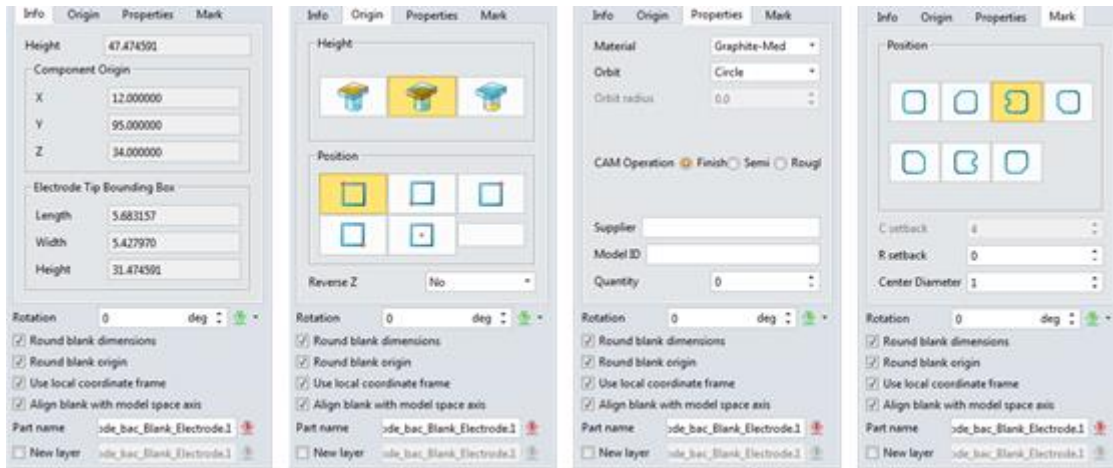 Info Origin Properties Mark
Height 47.474591
Component Origin
X 12.000000
Y 95.000000
Z 34.000000
Electrode Tip Bounding Box
Length 5.683157
Width 5.427970
Height 31.474591
Rotation 0 deg
Round blank dimensions
Round blank origin
Use local coordinate frame
Align blank with model space axis
Part name ode_bac_Blank_Electrode.1
New layer ode_bac_Blank_Electrode.1
Info Origin Properties Mark
Height
Position
Reverse Z No
Rotation 0 deg
Round blank dimensions
Round blank origin
Use local coordinate frame
Align blank with model space axis
Part name ode_bac_Blank_Electrode.1
New layer ode_bac_Blank_Electrode.1
Info Origin Properties Mark
Material Graphite-Med
Orbit Circle
Orbit radius 0.0
CAM Operation Finish Semi Rougl
Supplier
Model ID
Quantity 0
Rotation 0 deg
Round blank dimensions
Round blank origin
Use local coordinate frame
Align blank with model space axis
Part name ode_bac_Blank_Electrode.1
New layer ode_bac_Blank_Electrode.1
Info Origin Properties Mark
Position
C setback 4
R setback 0
Center Diameter 1
Rotation 0 deg
Round blank dimensions
Round blank origin
Use local coordinate frame
Align blank with model space axis
Part name ode_bac_Blank_Electrode.1
New layer ode_bac_Blank_Electrode.1